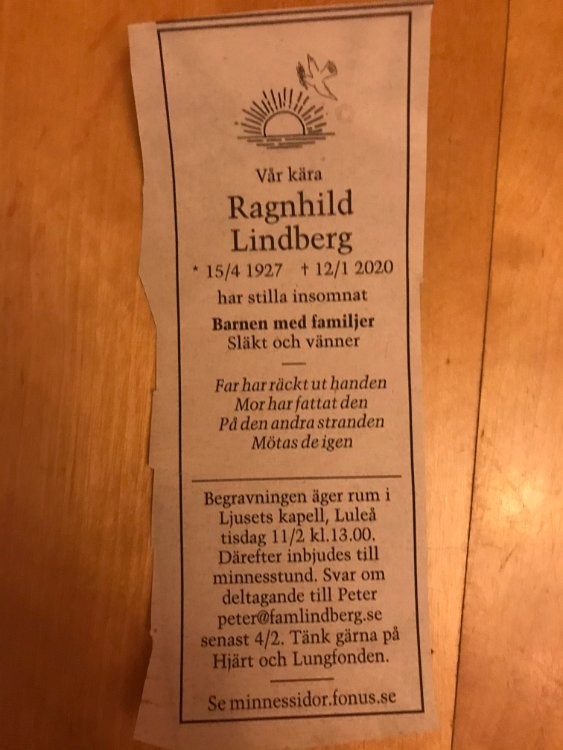 Vår kära
Ragnhild
Lindberg
* 15/4 1927 † 12/1 2020
har stilla insomnat
Barnen med familjer
Släkt och vänner
Far har räckt ut handen
Mor har fattat den
På den andra stranden
Mötas de igen
Begravningen äger rum i
Ljusets kapell, Luleå
tisdag 11/2 kl.13.00.
Därefter inbjudes till
minnesstund. Svar om
deltagande till Peter
peter@famlindberg.se
senast 4/2. Tänk gärna på
Hjärt och Lungfonden.
Se minnessidor.fonus.se